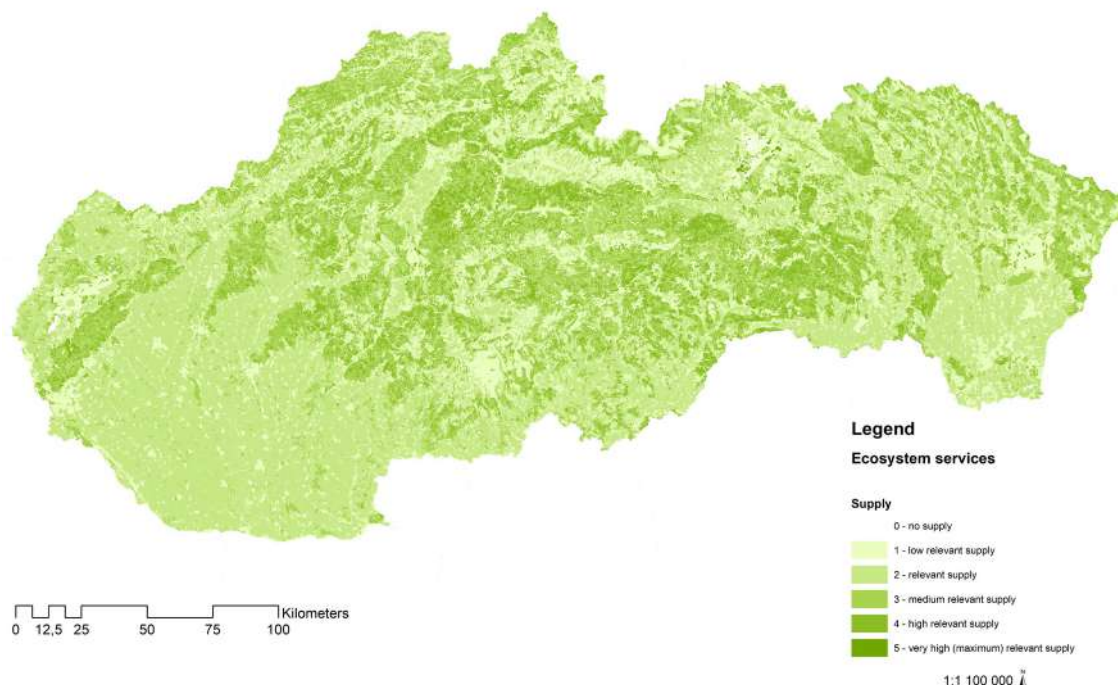 Legend
Ecosystem services
Supply
0 - no supply
1 - low relevant supply
2 - relevant supply
3 - medium relevant supply
4 - high relevant supply
5 - very high (maximum) relevant supply
Kilometers
0 12,5 25 50 75 100
1:1 100 000 N